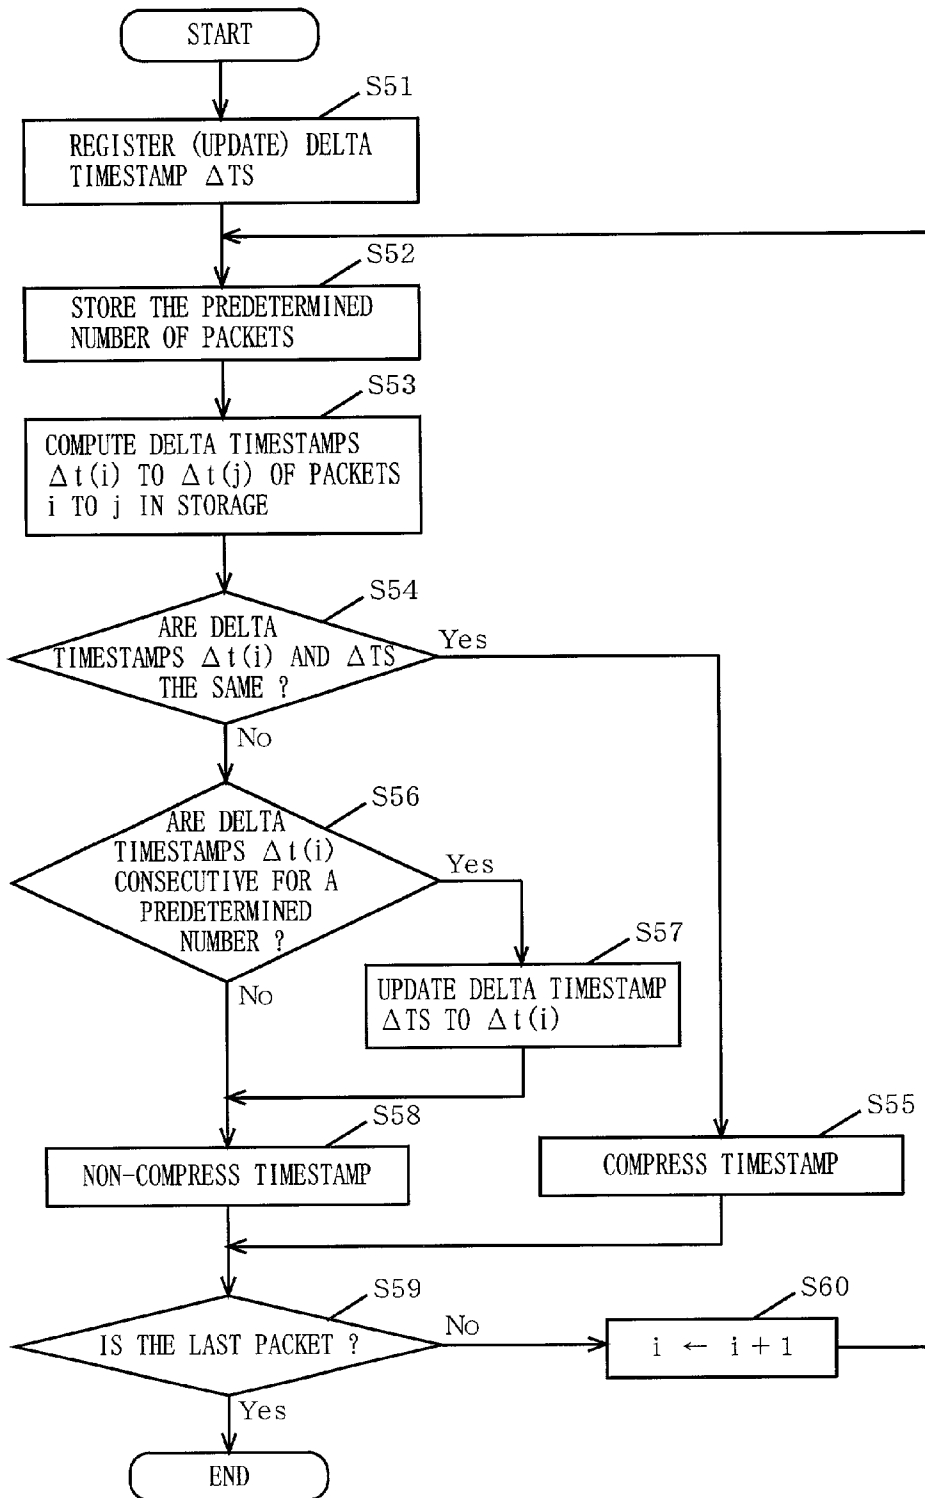 START
S51
REGISTER (UPDATE) DELTA
TIMESTAMP ΔTS
S52
STORE THE PREDETERMINED
NUMBER OF PACKETS
S53
COMPUTE DELTA TIMESTAMPS
Δt(i) TO Δt(j) OF PACKETS
i TO j IN STORAGE
S54
ARE DELTA
TIMESTAMPS Δt(i) AND ΔTS
THE SAME ?
Yes
No
S56
ARE DELTA
TIMESTAMPS Δt(i)
CONSECUTIVE FOR A
PREDETERMINED
NUMBER ?
Yes
No
S57
UPDATE DELTA TIMESTAMP
ΔTS TO Δt(i)
S58
NON-COMPRESS TIMESTAMP
S55
COMPRESS TIMESTAMP
S59
IS THE LAST PACKET ?
No
S60
i ← i + 1
Yes
END